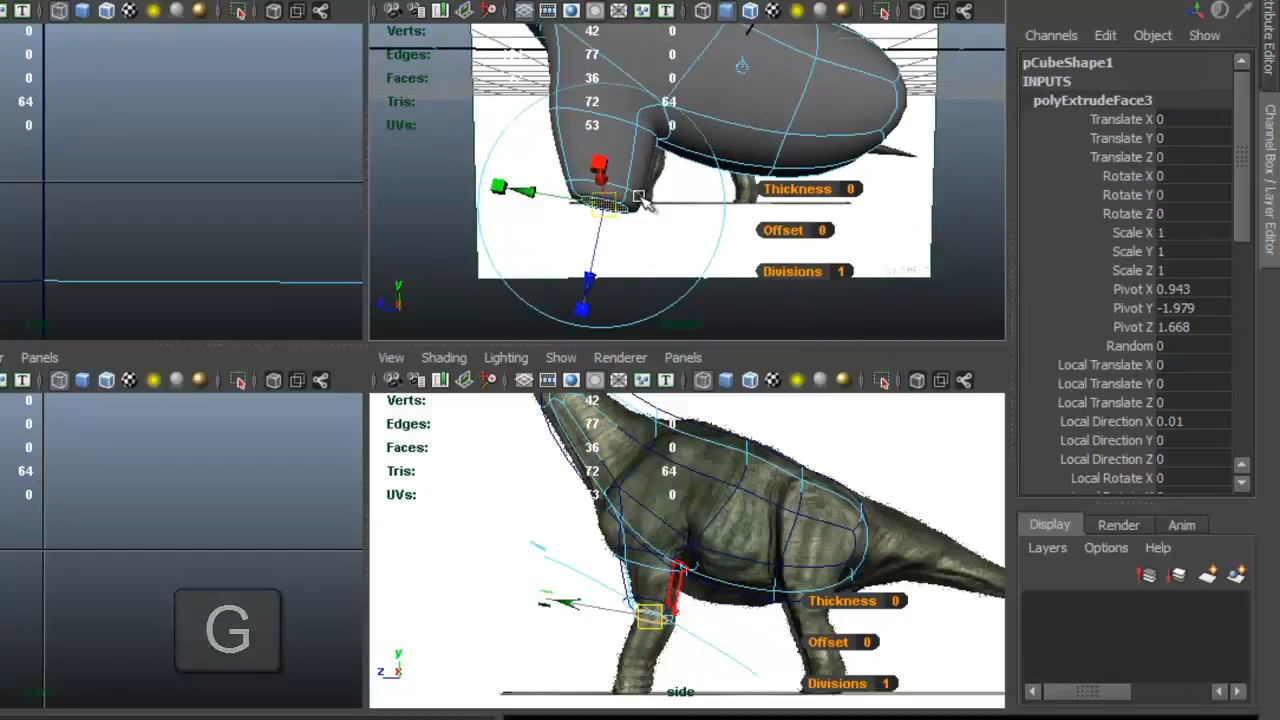 0
0
0
64
0
Verts: 42 0
Edges: 77 0
Faces: 36 0
Tris: 72 64
UVs: 53 0
Thickness 0
Offset 0
Divisions 1
y
z x
Panels
View Shading Lighting Show Renderer Panels
0
0
0
64
0
Verts: 42 0
Edges: 77 0
Faces: 36 0
Tris: 72 64
UVs: 53 0
Thickness 0
Offset 0
Divisions 1
y
z x
side
G
Channels Edit Object Show
pCubeShape1
INPUTS
polyExtrudeFace3
Translate X 0
Translate Y 0
Translate Z 0
Rotate X 0
Rotate Y 0
Rotate Z 0
Scale X 1
Scale Y 1
Scale Z 1
Pivot X 0.943
Pivot Y -1.979
Pivot Z 1.668
Random 0
Local Translate X 0
Local Translate Y 0
Local Translate Z 0
Local Direction X 0.01
Local Direction Y 0
Local Direction Z 0
Local Rotate X 0
Display Render Anim
Layers Options Help
Channel Box / Layer Editor